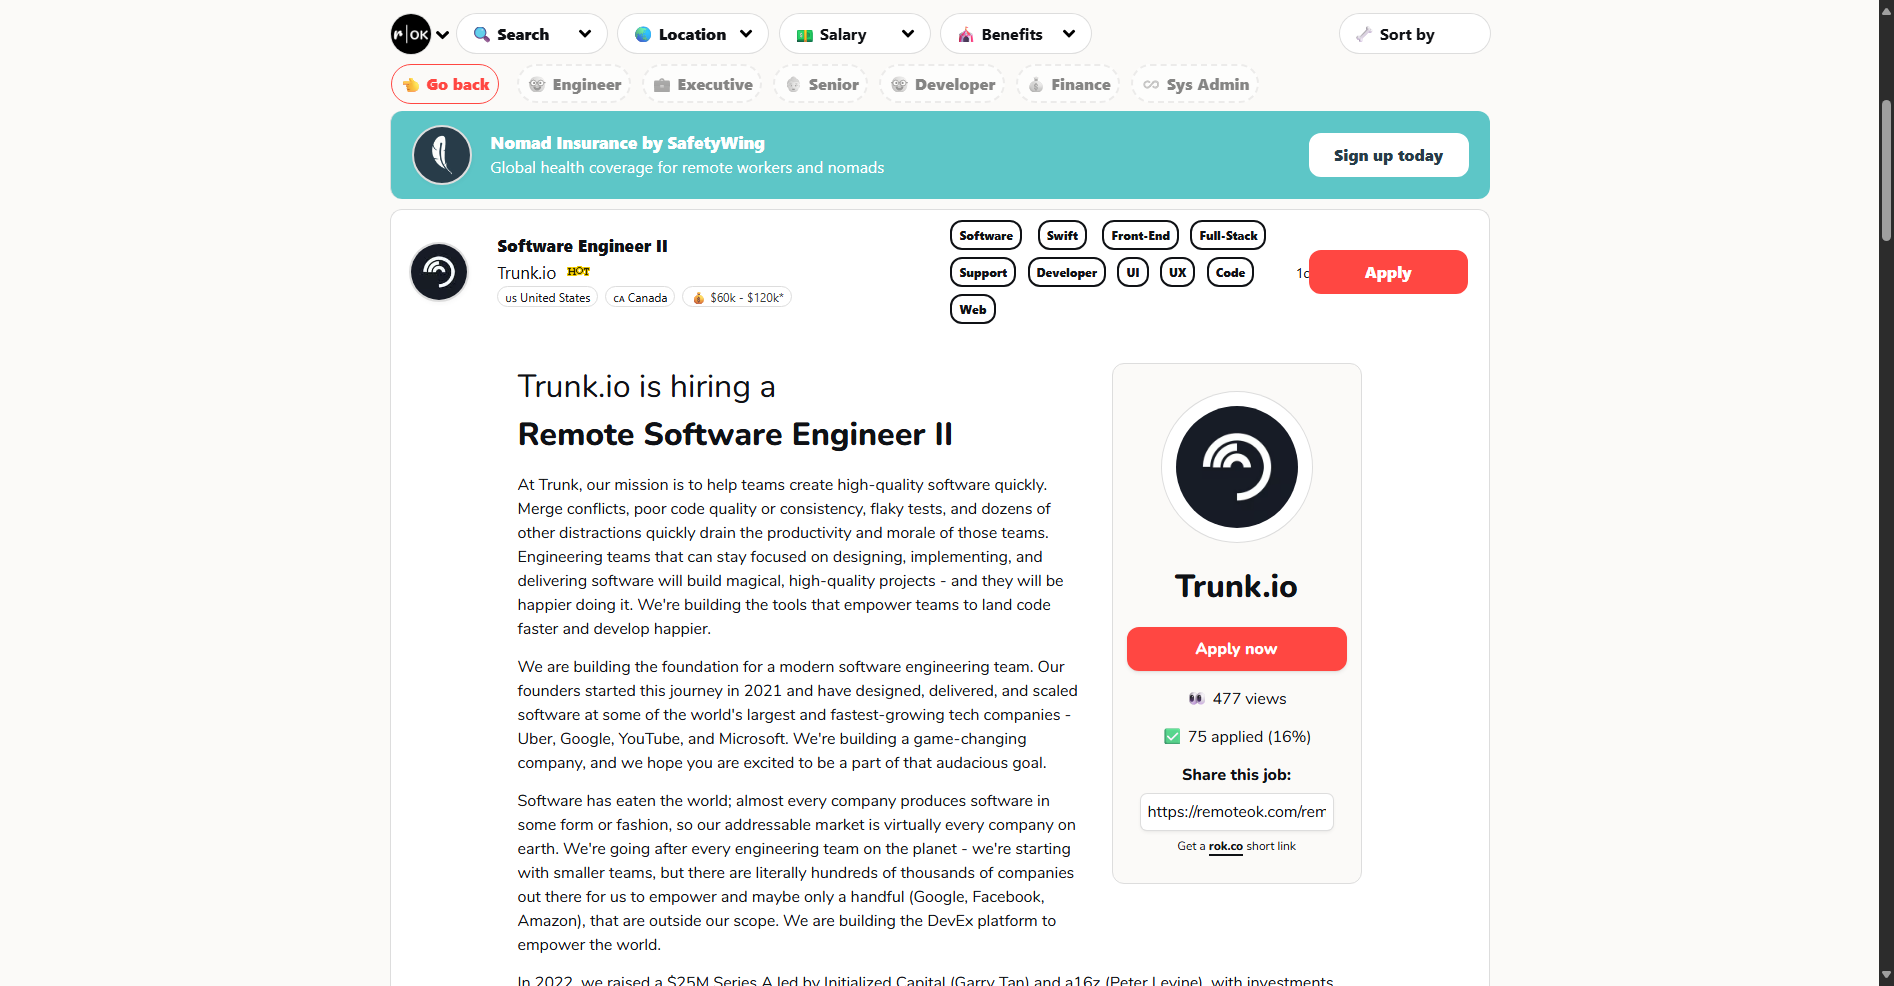 r|OK
Search
Location
Salary
Benefits
Sort by
Go back
Engineer
Executive
Senior
Developer
Finance
Sys Admin
Nomad Insurance by SafetyWing
Global health coverage for remote workers and nomads
Sign up today
Software Engineer II
Trunk.io HOT
US United States
CA Canada
$60k - $120k*
Software Swift Front-End Full-Stack
Support Developer UI UX Code
Web
Apply
Trunk.io is hiring a
Remote Software Engineer II
At Trunk, our mission is to help teams create high-quality software quickly.
Merge conflicts, poor code quality or consistency, flaky tests, and dozens of
other distractions quickly drain the productivity and morale of those teams.
Engineering teams that can stay focused on designing, implementing, and
delivering software will build magical, high-quality projects - and they will be
happier doing it. We're building the tools that empower teams to land code
faster and develop happier.
We are building the foundation for a modern software engineering team. Our
founders started this journey in 2021 and have designed, delivered, and scaled
software at some of the world's largest and fastest-growing tech companies -
Uber, Google, YouTube, and Microsoft. We're building a game-changing
company, and we hope you are excited to be a part of that audacious goal.
Software has eaten the world; almost every company produces software in
some form or fashion, so our addressable market is virtually every company on
earth. We're going after every engineering team on the planet - we're starting
with smaller teams, but there are literally hundreds of thousands of companies
out there for us to empower and maybe only a handful (Google, Facebook,
Amazon), that are outside our scope. We are building the DevEx platform to
empower the world.
In 2022, we raised a $25M Series A led by Initialized Capital (Garry Tan) and a16z (Peter Levine), with investments
Trunk.io
Apply now
477 views
75 applied (16%)
Share this job:
https://remoteok.com/rem
Get a rok.co short link